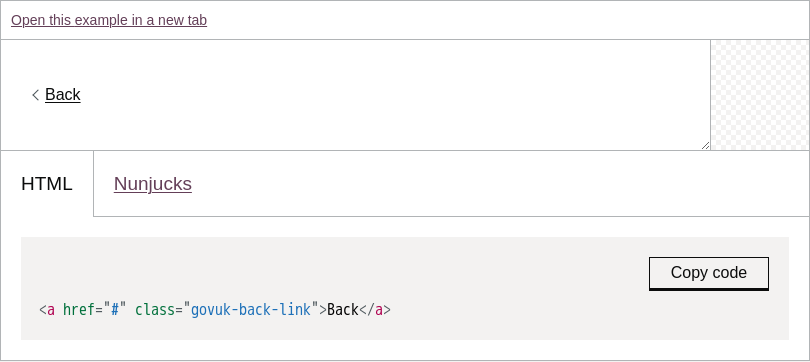 Open this example in a new tab
Back
HTML Nunjucks
Copy code
<a href="#" class="govuk-back-link">Back</a>